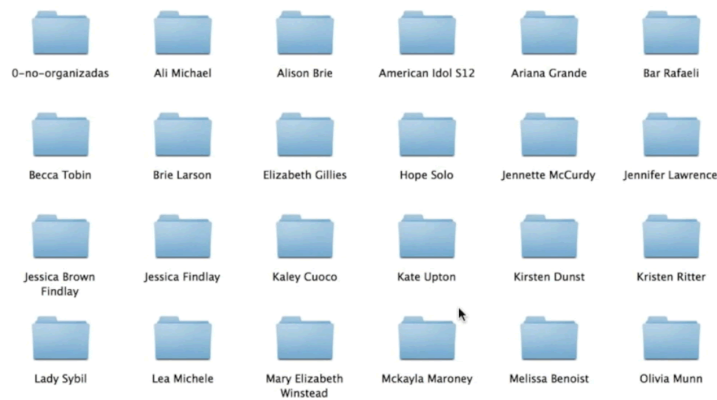 0-no-organizadas
Ali Michael
Alison Brie
American Idol S12
Ariana Grande
Bar Rafaeli
Becca Tobin
Brie Larson
Elizabeth Gillies
Hope Solo
Jennette McCurdy
Jennifer Lawrence
Jessica Brown
Findlay
Jessica Findlay
Kaley Cuoco
Kate Upton
Kirsten Dunst
Kristen Ritter
Lady Sybil
Lea Michele
Mary Elizabeth
Winstead
Mckayla Maroney
Melissa Benoist
Olivia Munn